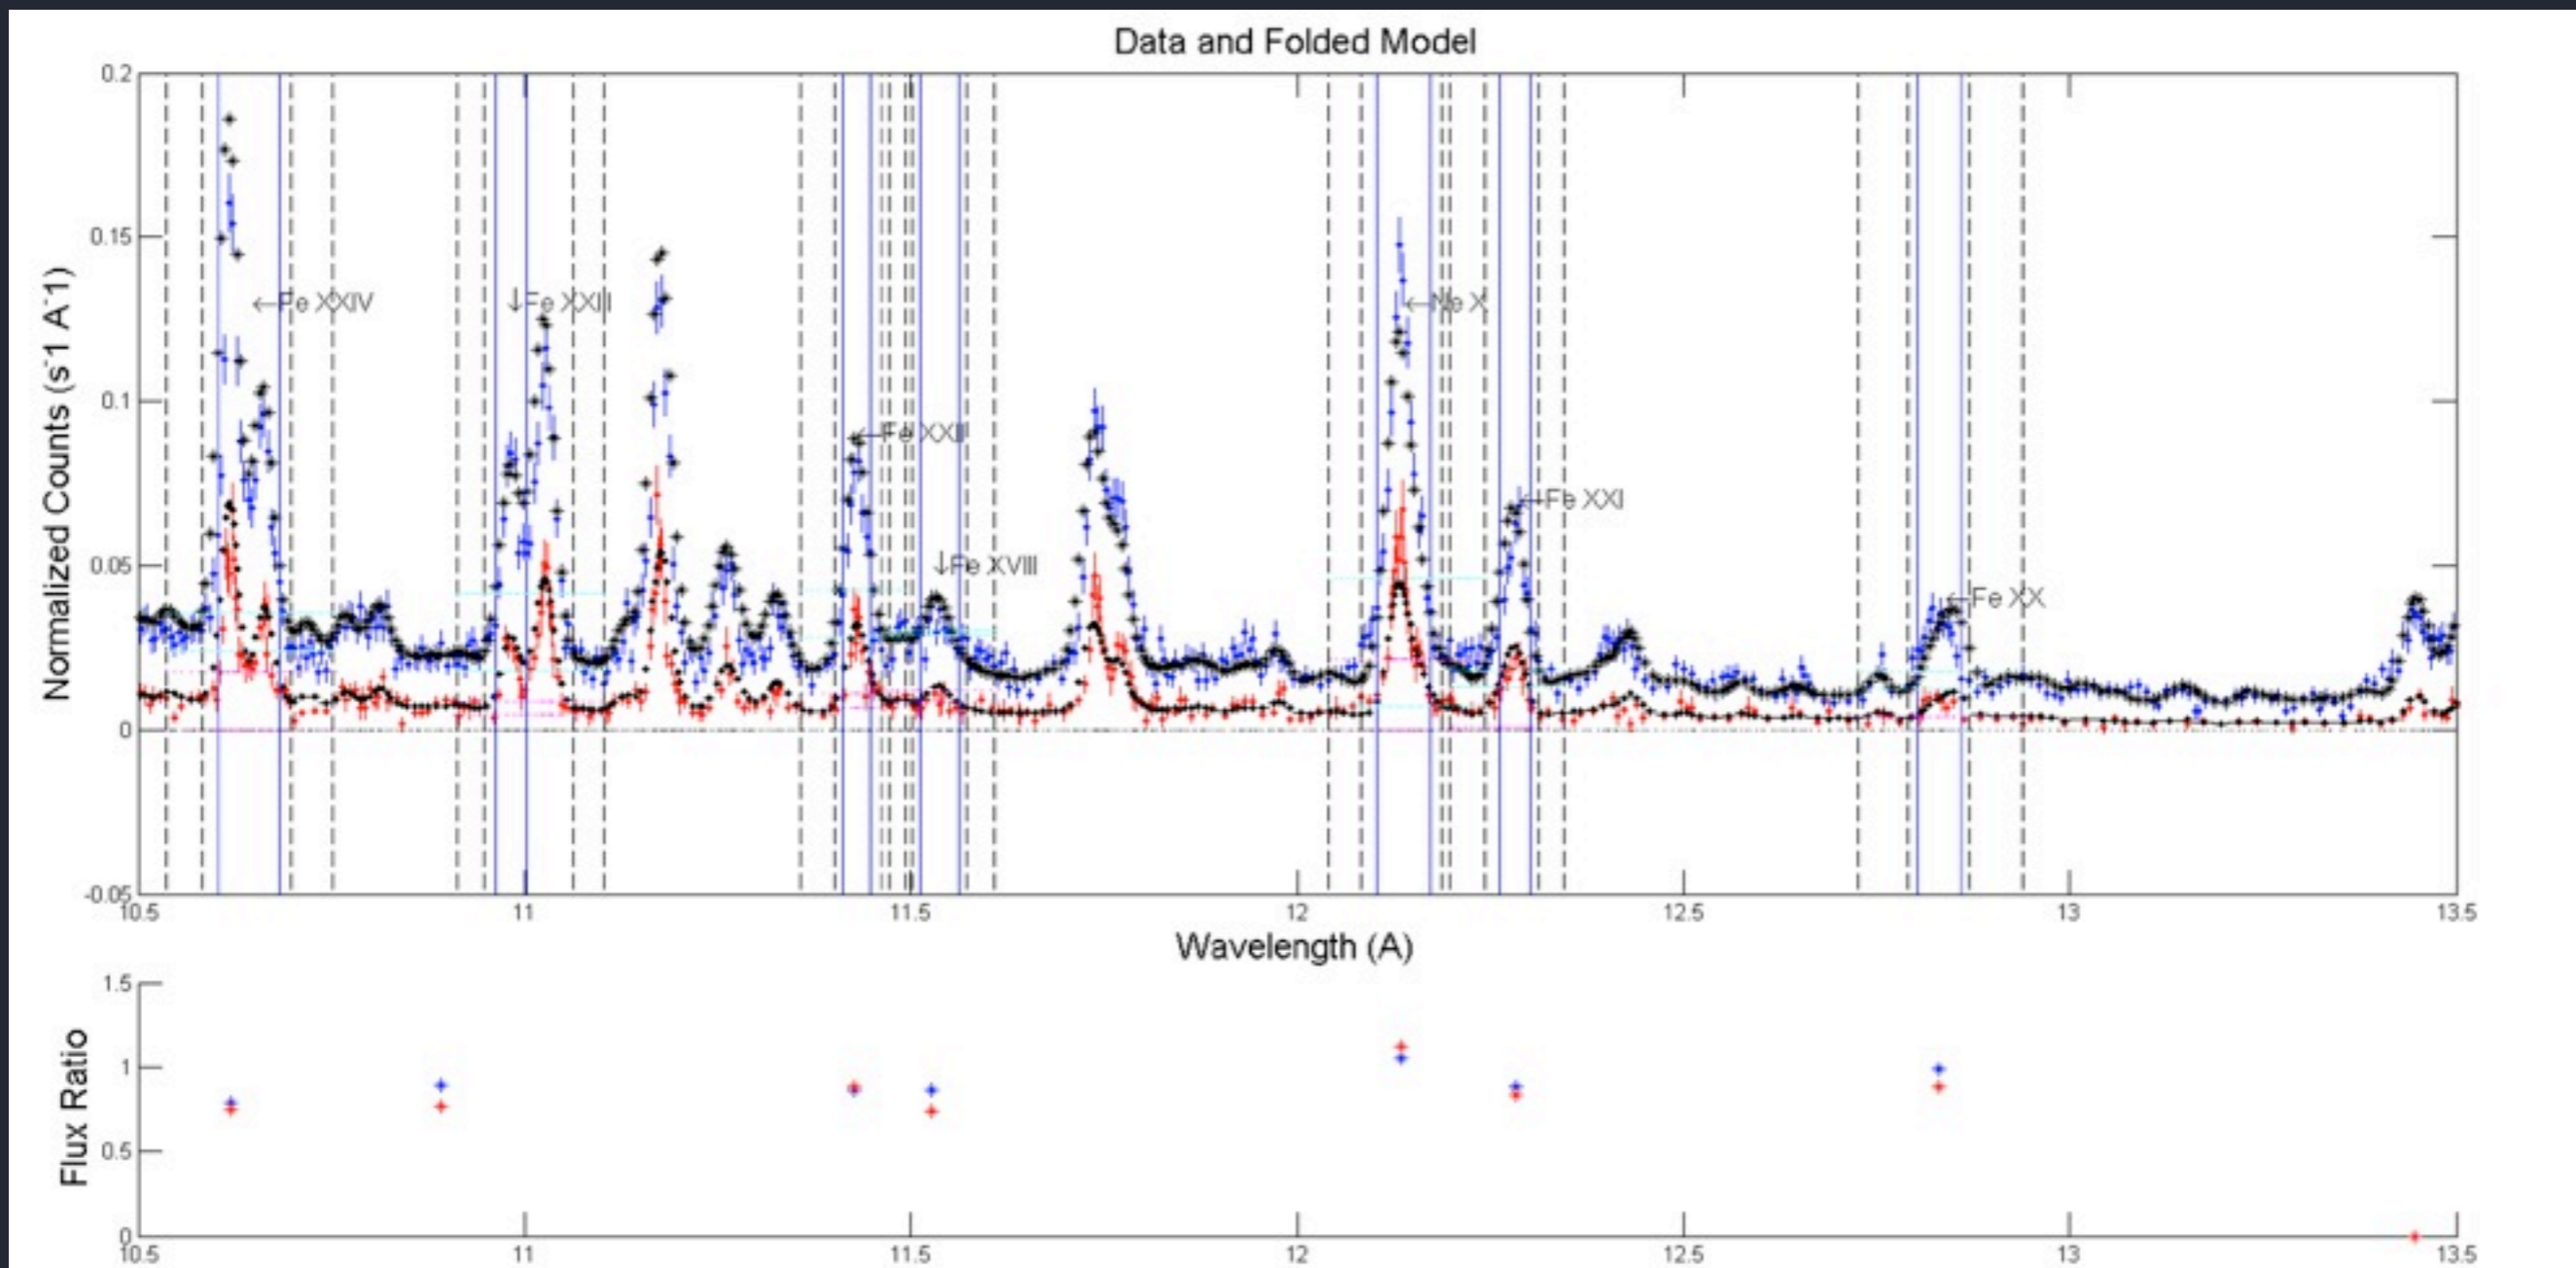 Data and Folded Model
Normalized Counts (s-1 A-1)
0.2
0.15
0.1
0.05
0
-0.05
←Fe XXIV
↓Fe XXIII
←Fe XXII
↓Fe XVIII
←Ne X
←Fe XXI
←Fe XX
10.5 11 11.5 12 12.5 13 13.5
Wavelength (A)
Flux Ratio
1.5
1
0.5
0
10.5 11 11.5 12 12.5 13 13.5